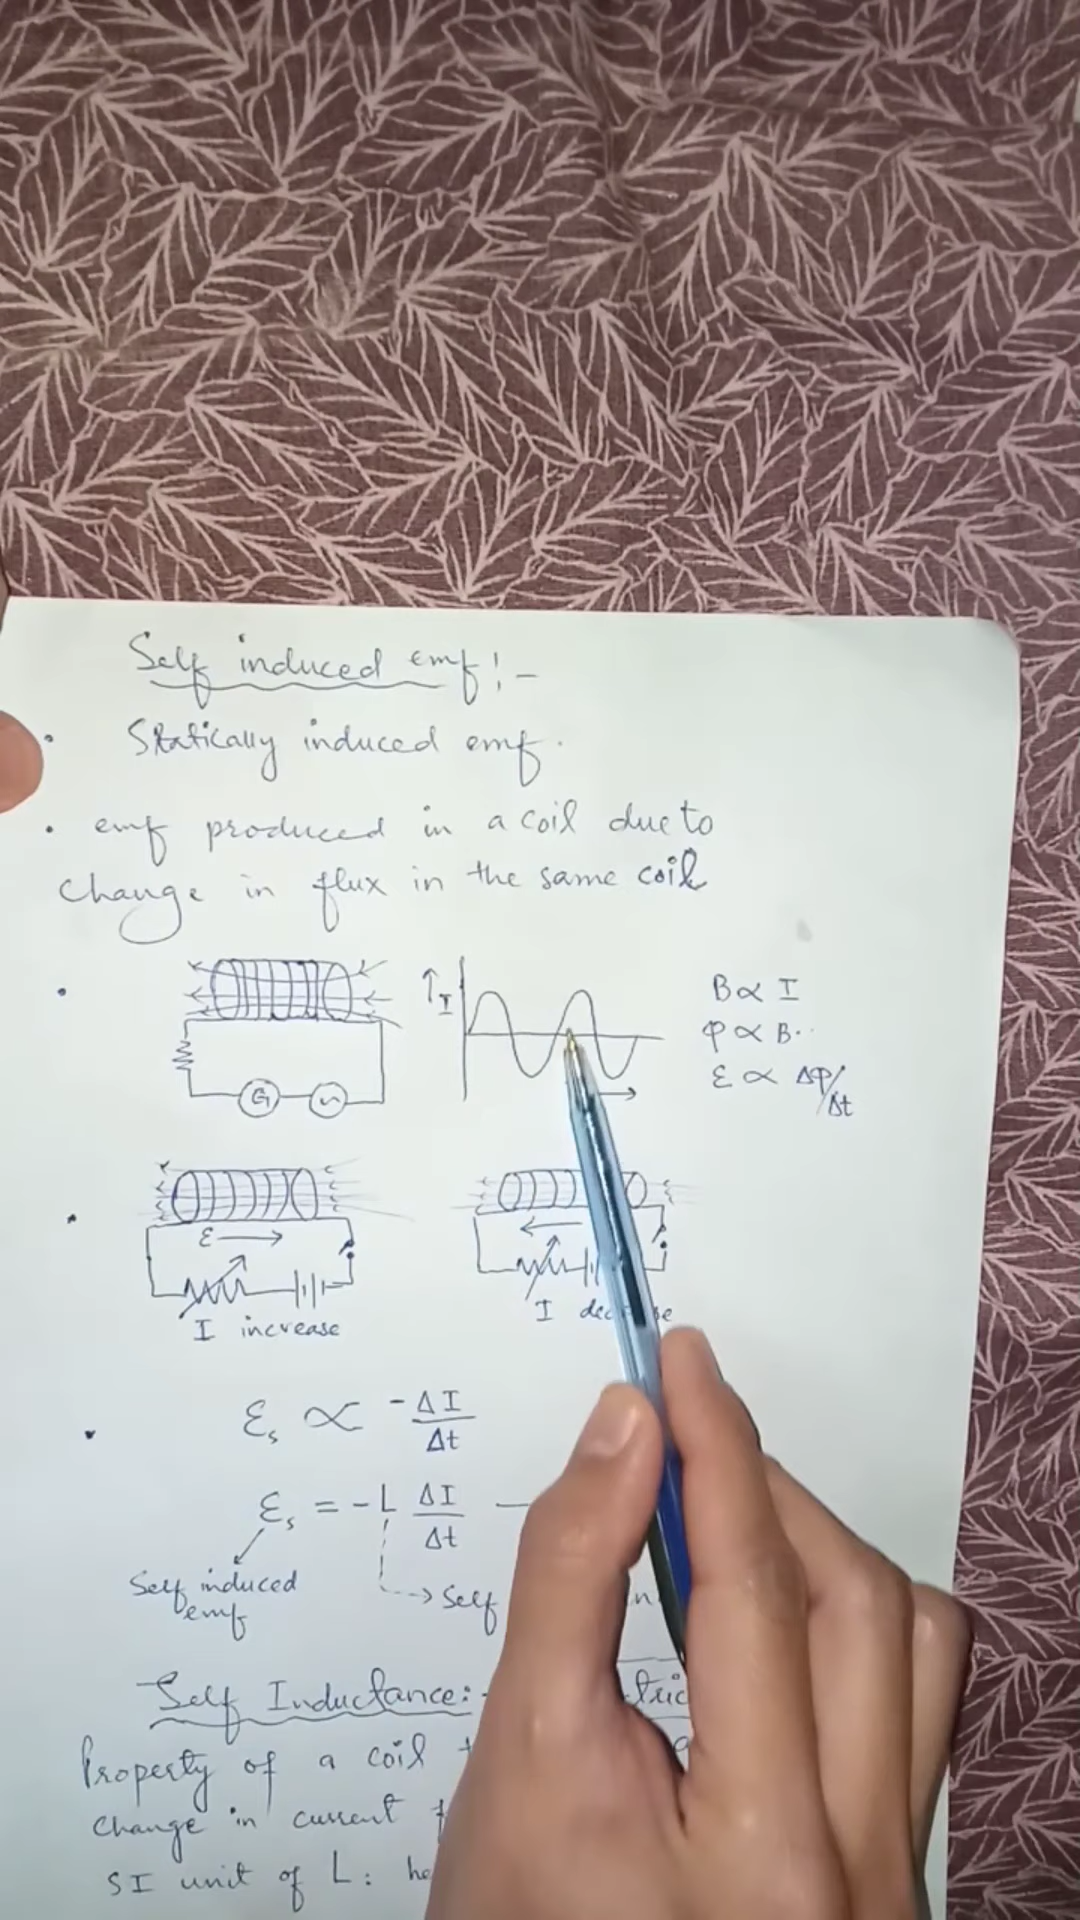 Self induced emf:-
• Statically induced emf.
• emf produced in a coil due to
change in flux in the same coil
•
↑I
G
~
B ∝ I
φ ∝ B
ε ∝ Δφ/Δt
•
ε →
I increase
←
I
•
εs ∝ -ΔI/Δt
εs = -L ΔI/Δt —
Self induced
emf
Self
Self Inductance:-
Property of a coil
change in current
SI unit of L: